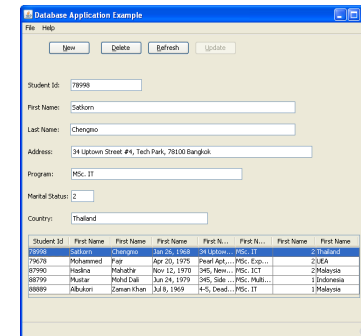 Database Application Example
File Help
New Delete Refresh Update
Student Id: 78998
First Name: Satkorn
Last Name: Chengmo
Address: 34 Uptown Street #4, Tech Park, 78100 Bangkok
Program: MSc. IT
Marital Status: 2
Country: Thailand
Student Id First Name First Name First Name First N... First N... First Name First Name
78998 Satkorn Chengmo Jan 26, 1968 34 Uptow... MSc. IT 2 Thailand
79678 Mohammed Fajr Apr 20, 1975 Pearl Apt,... MSc. Exp... 2 UEA
87990 Haslina Mahathir Nov 12, 1970 345, New... MSc. ICT 2 Malaysia
88799 Mustar Mohd Dali Jun 24, 1979 345, Side ... MSc. Multi... 1 Indonesia
88889 Albukori Zaman Khan Jul 8, 1969 4-5, Dead... MSc. IT 4 Malaysia